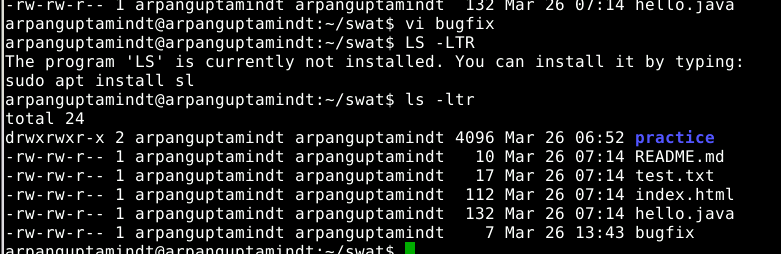 -rw-rw-r-- 1 arpanguptamindt arpanguptamindt  132 Mar 26 07:14 hello.java
arpanguptamindt@arpanguptamindt:~/swat$ vi bugfix
arpanguptamindt@arpanguptamindt:~/swat$ LS -LTR
The program 'LS' is currently not installed. You can install it by typing:
sudo apt install sl
arpanguptamindt@arpanguptamindt:~/swat$ ls -ltr
total 24
drwxrwxr-x 2 arpanguptamindt arpanguptamindt 4096 Mar 26 06:52 practice
-rw-rw-r-- 1 arpanguptamindt arpanguptamindt   10 Mar 26 07:14 README.md
-rw-rw-r-- 1 arpanguptamindt arpanguptamindt   17 Mar 26 07:14 test.txt
-rw-rw-r-- 1 arpanguptamindt arpanguptamindt  112 Mar 26 07:14 index.html
-rw-rw-r-- 1 arpanguptamindt arpanguptamindt  132 Mar 26 07:14 hello.java
-rw-rw-r-- 1 arpanguptamindt arpanguptamindt    7 Mar 26 13:43 bugfix
arpanguptamindt@arpanguptamindt:~/swat$